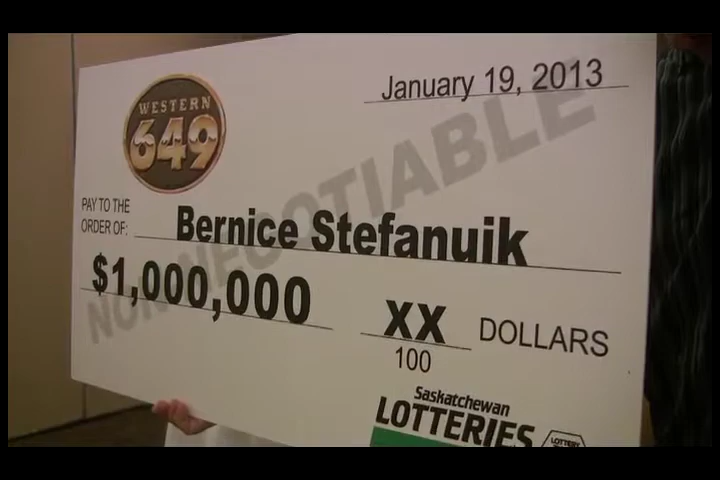 WESTERN
649
January 19, 2013
NON NEGOTIABLE
PAY TO THE
ORDER OF: Bernice Stefanuik
$1,000,000 XX DOLLARS
100
Saskatchewan
LOTTERIES
LOTTERY